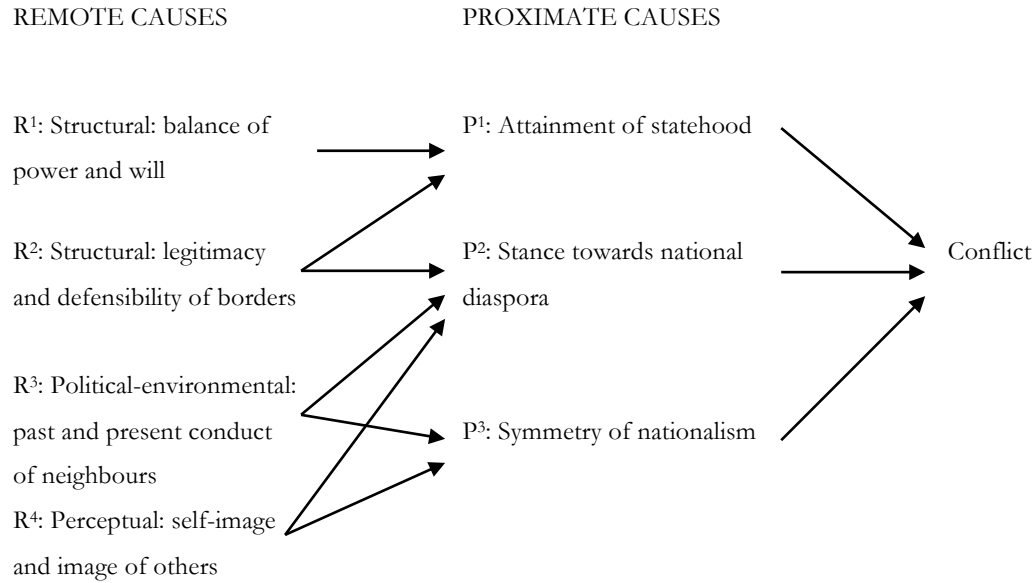 REMOTE CAUSES
PROXIMATE CAUSES
R¹: Structural: balance of
power and will
P¹: Attainment of statehood
R²: Structural: legitimacy
and defensibility of borders
P²: Stance towards national
diaspora
Conflict
R³: Political-environmental:
past and present conduct
of neighbours
P³: Symmetry of nationalism
R⁴: Perceptual: self-image
and image of others